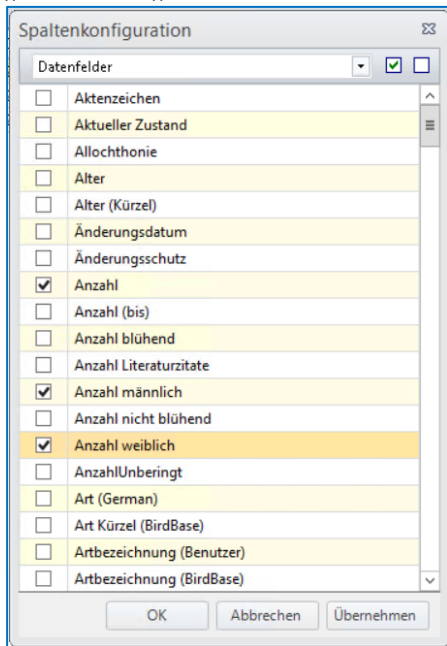 Spaltenkonfiguration
Datenfelder
Aktenzeichen
Aktueller Zustand
Allochthonie
Alter
Alter (Kürzel)
Änderungsdatum
Änderungsschutz
Anzahl
Anzahl (bis)
Anzahl blühend
Anzahl Literaturzitate
Anzahl männlich
Anzahl nicht blühend
Anzahl weiblich
AnzahlUnberingt
Art (German)
Art Kürzel (BirdBase)
Artbezeichnung (Benutzer)
Artbezeichnung (BirdBase)
OK Abbrechen Übernehmen